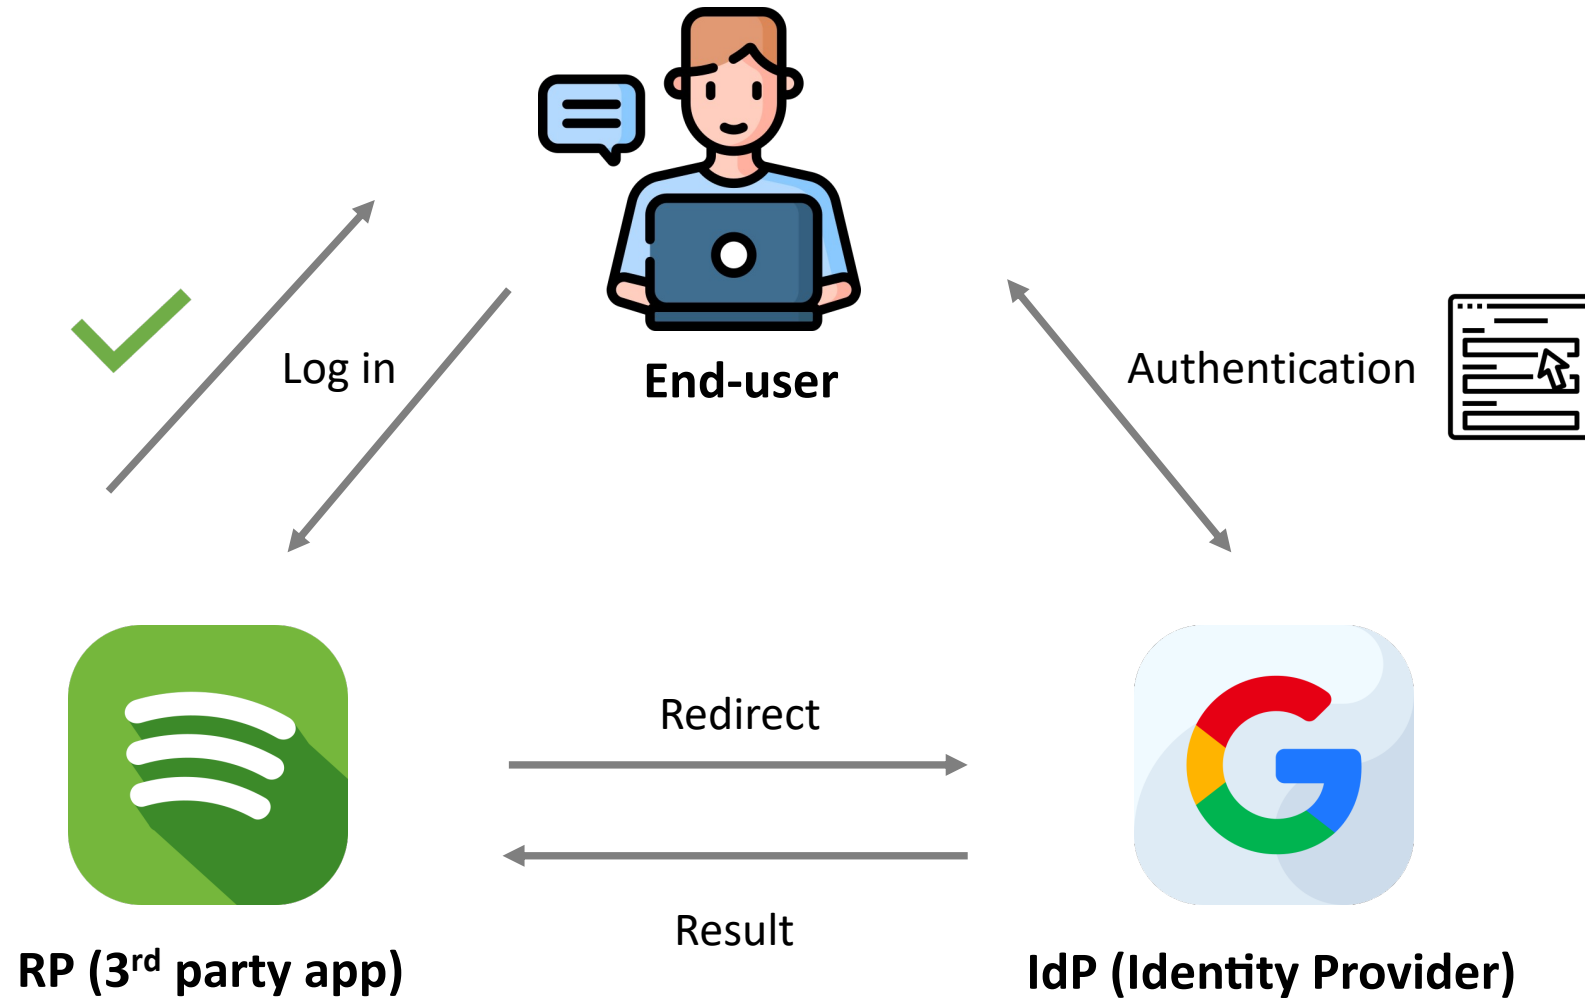 Log in
End-user
Authentication
Redirect
Result
RP (3rd party app)
IdP (Identity Provider)